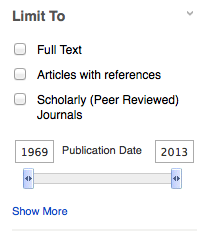 Limit To
Full Text
Articles with references
Scholarly (Peer Reviewed)
Journals
1969 Publication Date 2013
Show More